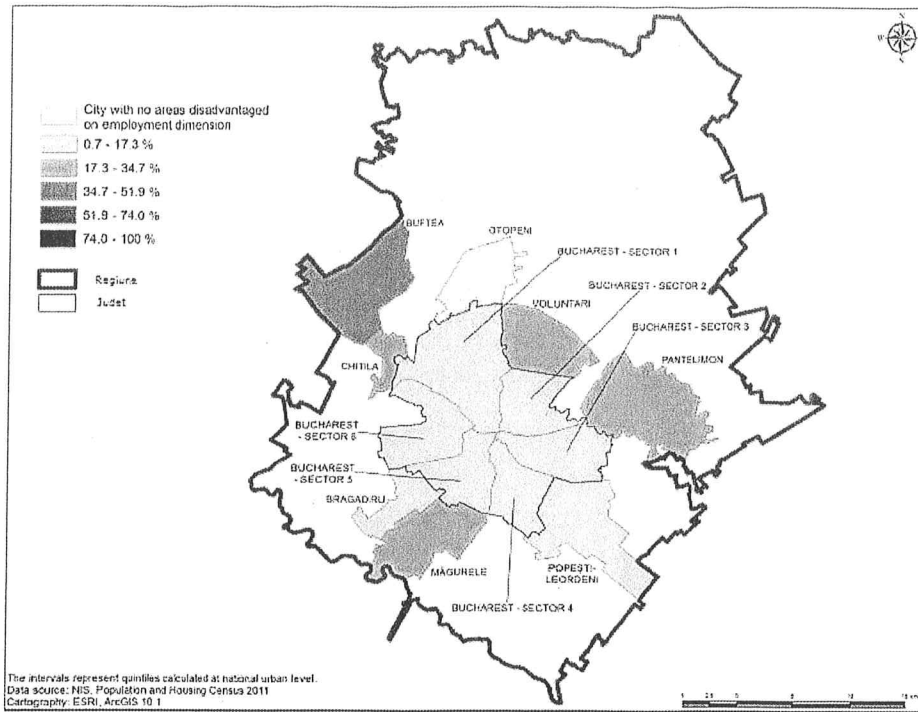 N
City with no areas disadvantaged
on employment dimension
0.7 - 17.3 %
17.3 - 34.7 %
34.7 - 51.9 %
51.9 - 74.0 %
74.0 - 100 %
Regiune
Judet
BUFTEA
OTOPENI
BUCHAREST - SECTOR 1
BUCHAREST - SECTOR 2
VOLUNTARI
BUCHAREST - SECTOR 3
PANTELIMON
CHITILA
BUCHAREST
- SECTOR 6
BUCHAREST
- SECTOR 5
BRAGADIRU
MĂGURELE
POPEȘTI-
LEORDENI
BUCHAREST - SECTOR 4
The intervals represent quintiles calculated at national urban level.
Data source: NIS, Population and Housing Census 2011
Cartography: ESRI, ArcGIS 10.1